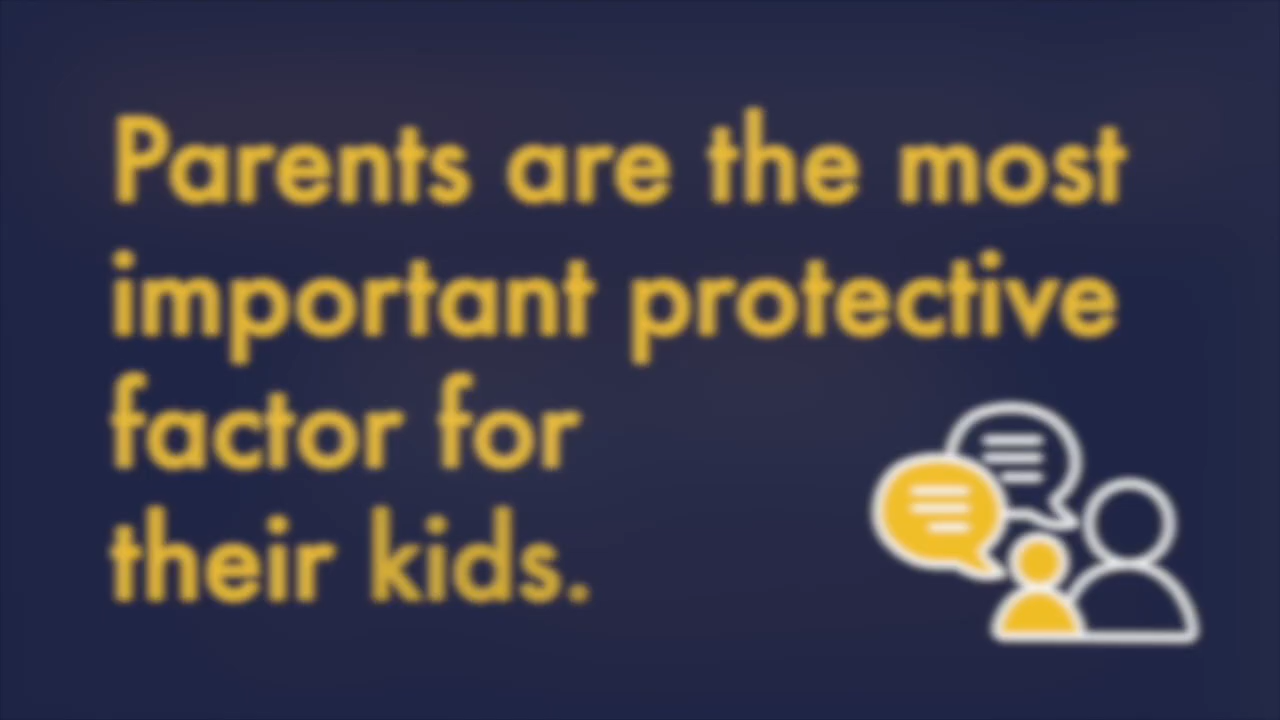 Parents are the most
important protective
factor for
their kids.